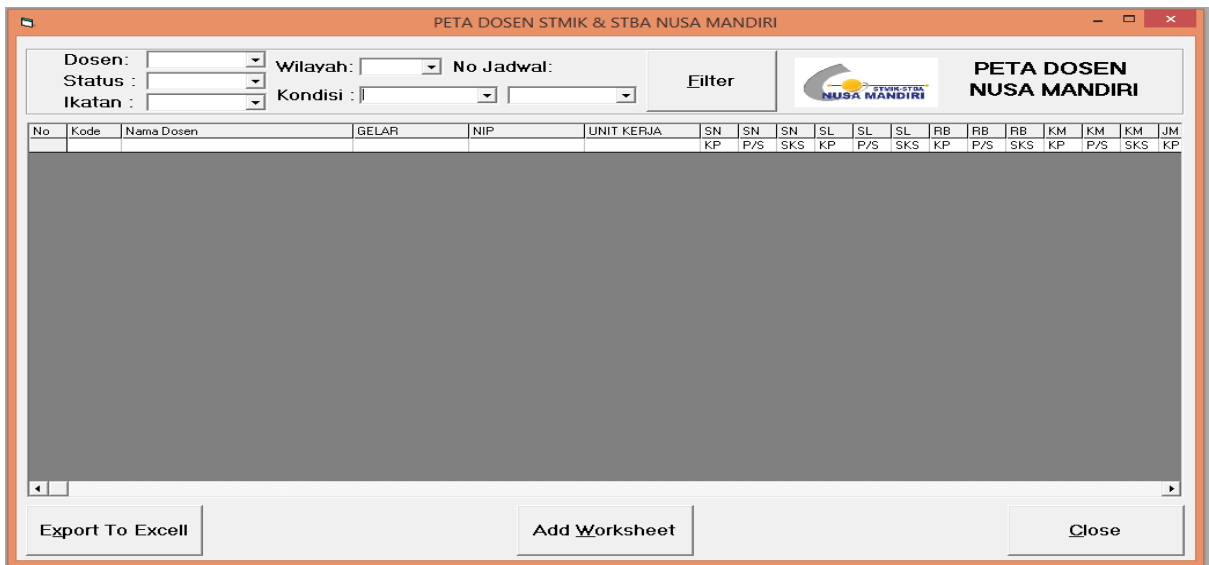 PETA DOSEN STMIK & STBA NUSA MANDIRI
Dosen:
Status :
Ikatan :
Wilayah:
No Jadwal:
Kondisi :
Filter
STMIK-STBA
NUSA MANDIRI
PETA DOSEN
NUSA MANDIRI
No Kode Nama Dosen GELAR NIP UNIT KERJA SN SN SN SL SL SL RB RB RB KM KM KM JM
KP P/S SKS KP P/S SKS KP P/S SKS KP P/S SKS KP
Export To Excell
Add Worksheet
Close